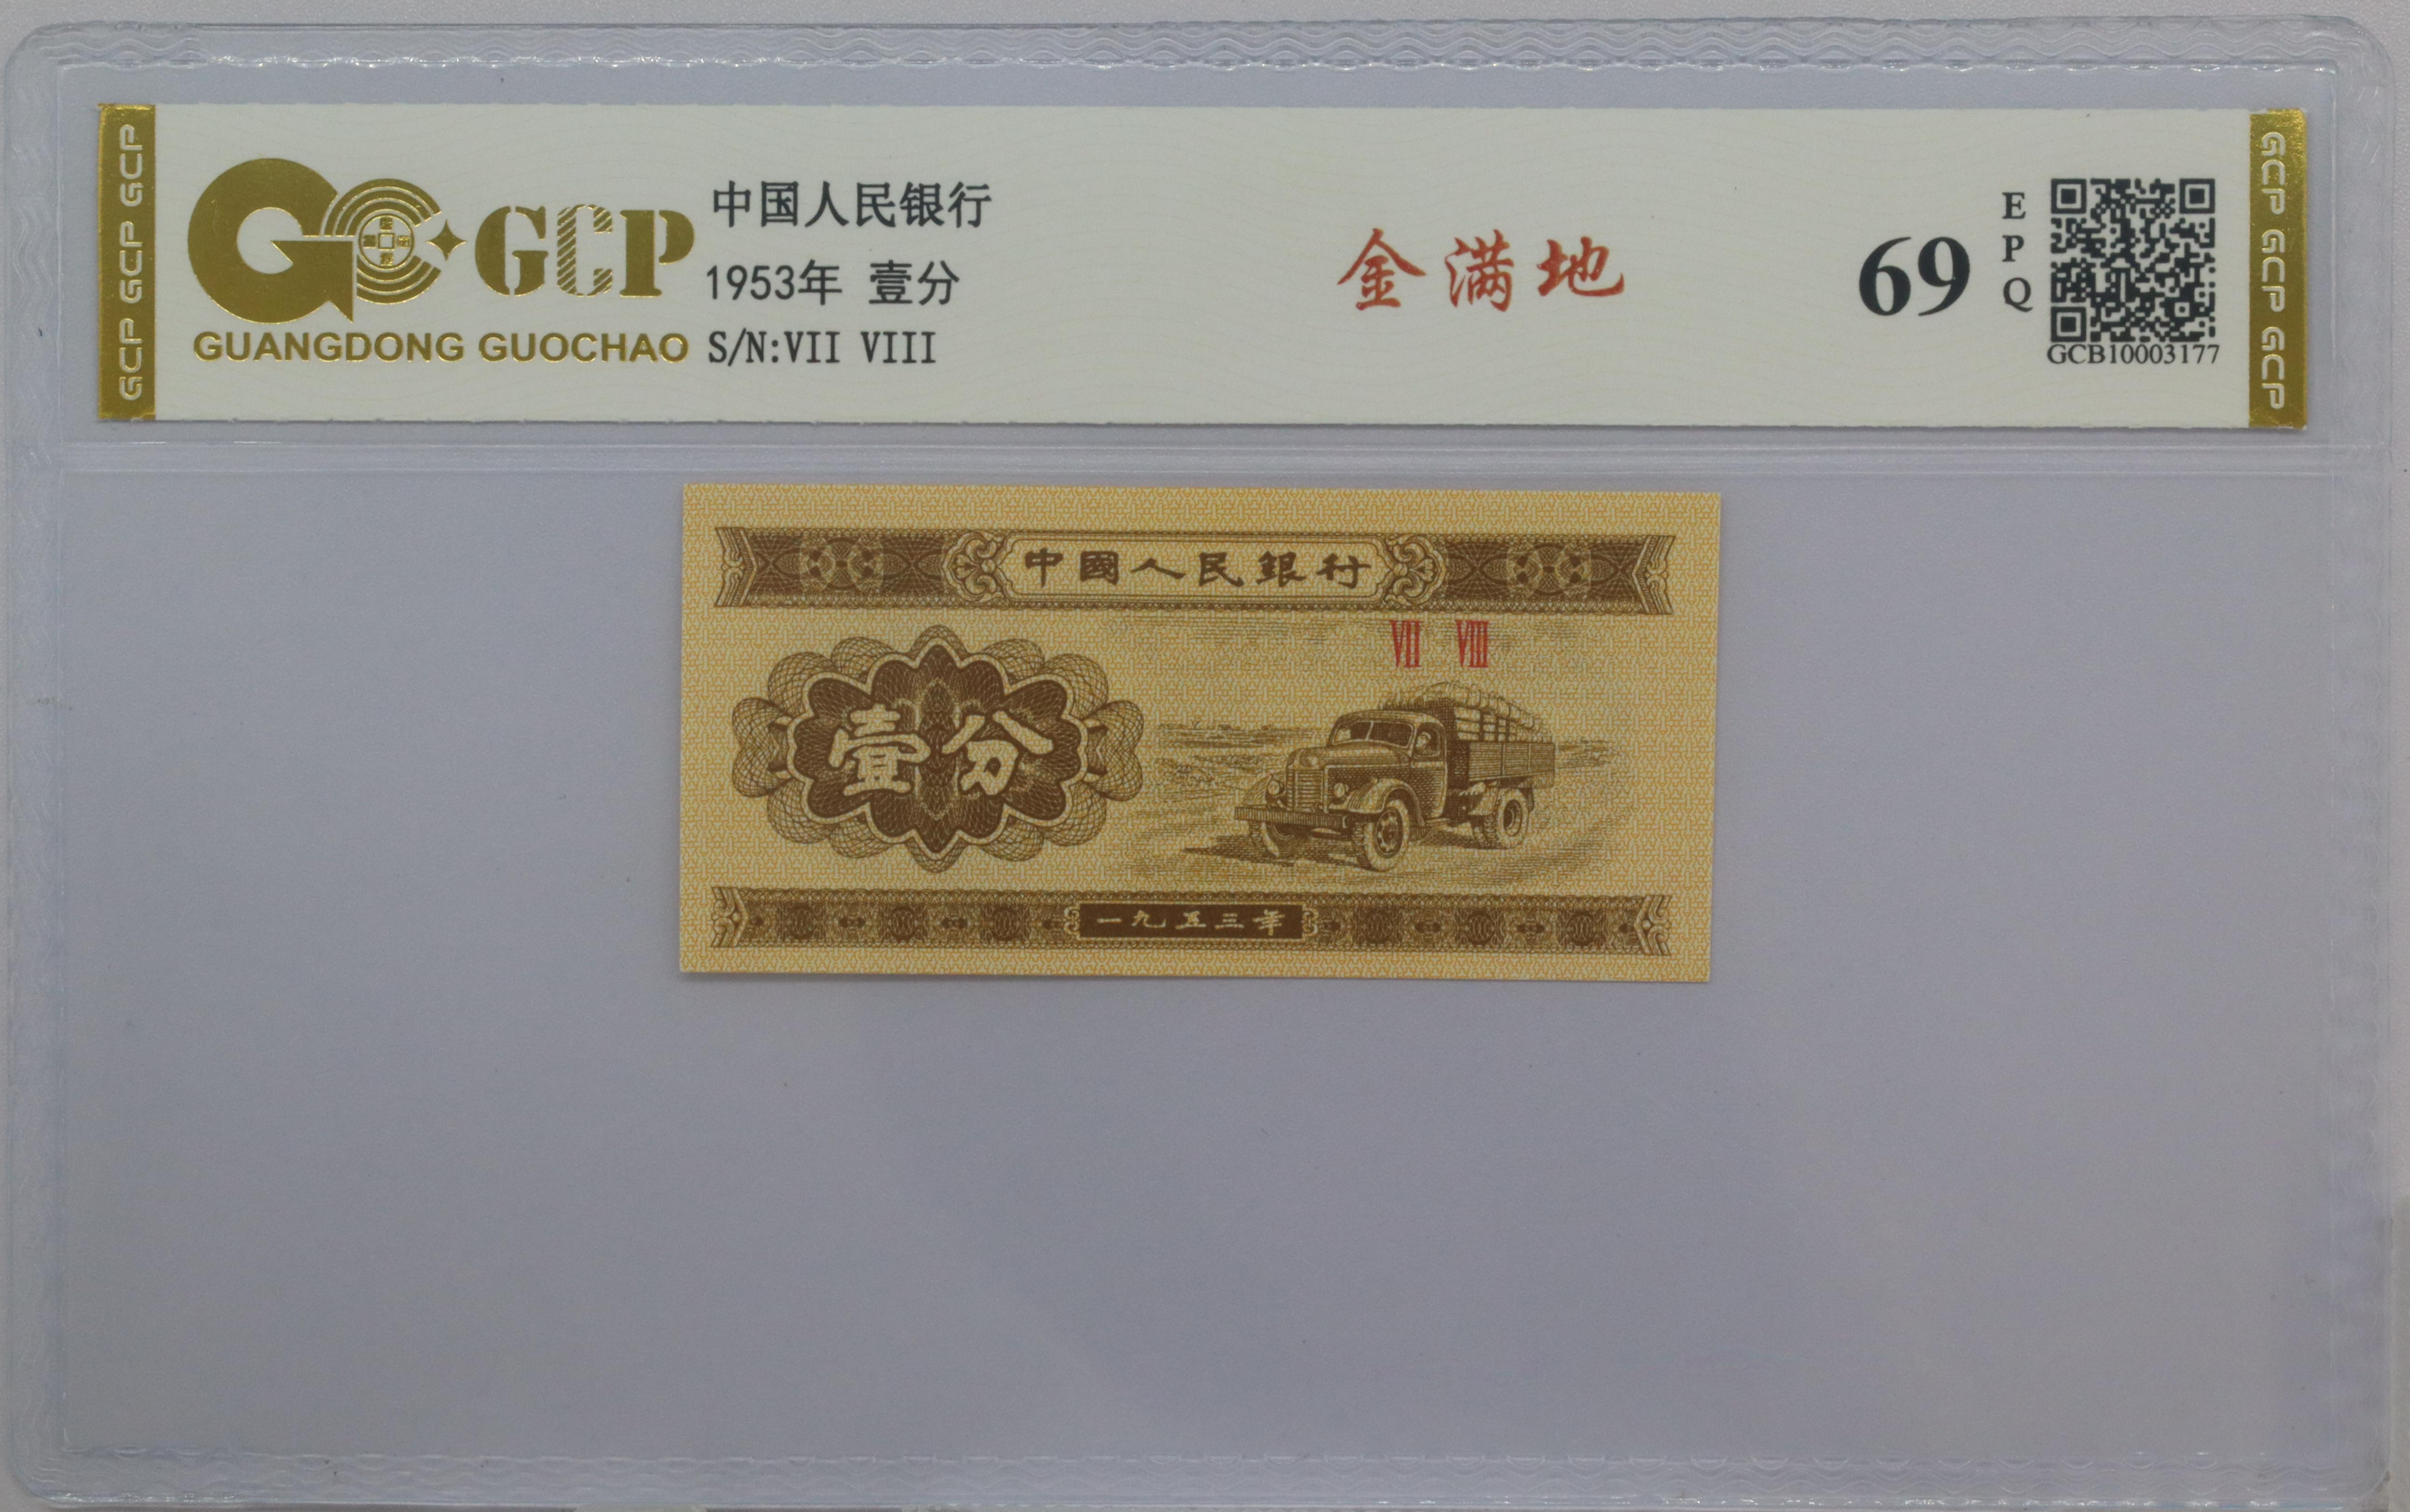 GCP GCP GCP
GCP
GUANGDONG GUOCHAO
中国人民银行
1953年 壹分
S/N:VII VIII
金满地
69
EPQ
GCB10003177
GCP GCP GCP
中國人民銀行
VII VIII
壹分
一九五三年